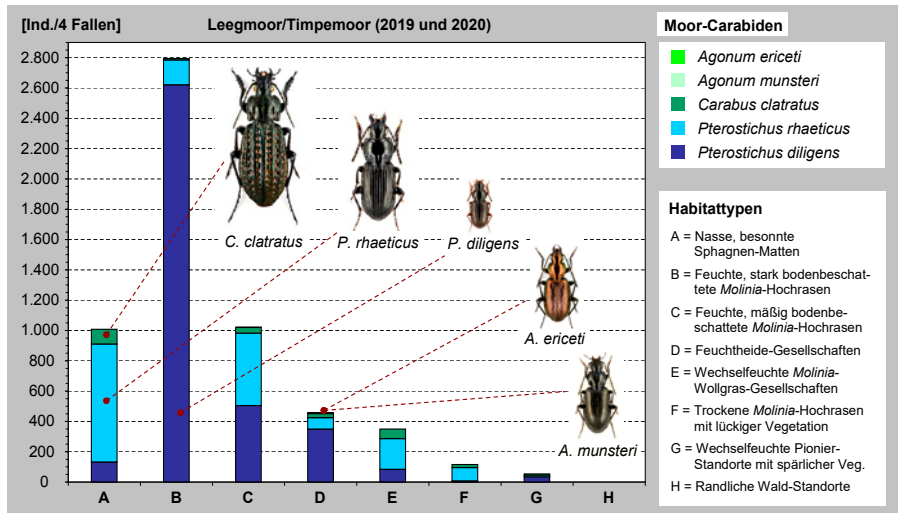 [Ind./4 Fallen]
Leegmoor/Timpemoor (2019 und 2020)
2.800
2.600
2.400
2.200
2.000
1.800
1.600
1.400
1.200
1.000
800
600
400
200
0
A
B
C
D
E
F
G
H
C. clatratus
P. rhaeticus
P. diligens
A. ericeti
A. munsteri
Moor-Carabiden
Agonum ericeti
Agonum munsteri
Carabus clatratus
Pterostichus rhaeticus
Pterostichus diligens
Habitattypen
A = Nasse, besonnte
Sphagnen-Matten
B = Feuchte, stark bodenbeschat-
tete Molinia-Hochrasen
C = Feuchte, mäßig bodenbe-
schattete Molinia-Hochrasen
D = Feuchtheide-Gesellschaften
E = Wechselfeuchte Molinia-
Wollgras-Gesellschaften
F = Trockene Molinia-Hochrasen
mit lückiger Vegetation
G = Wechselfeuchte Pionier-
Standorte mit spärlicher Veg.
H = Randliche Wald-Standorte